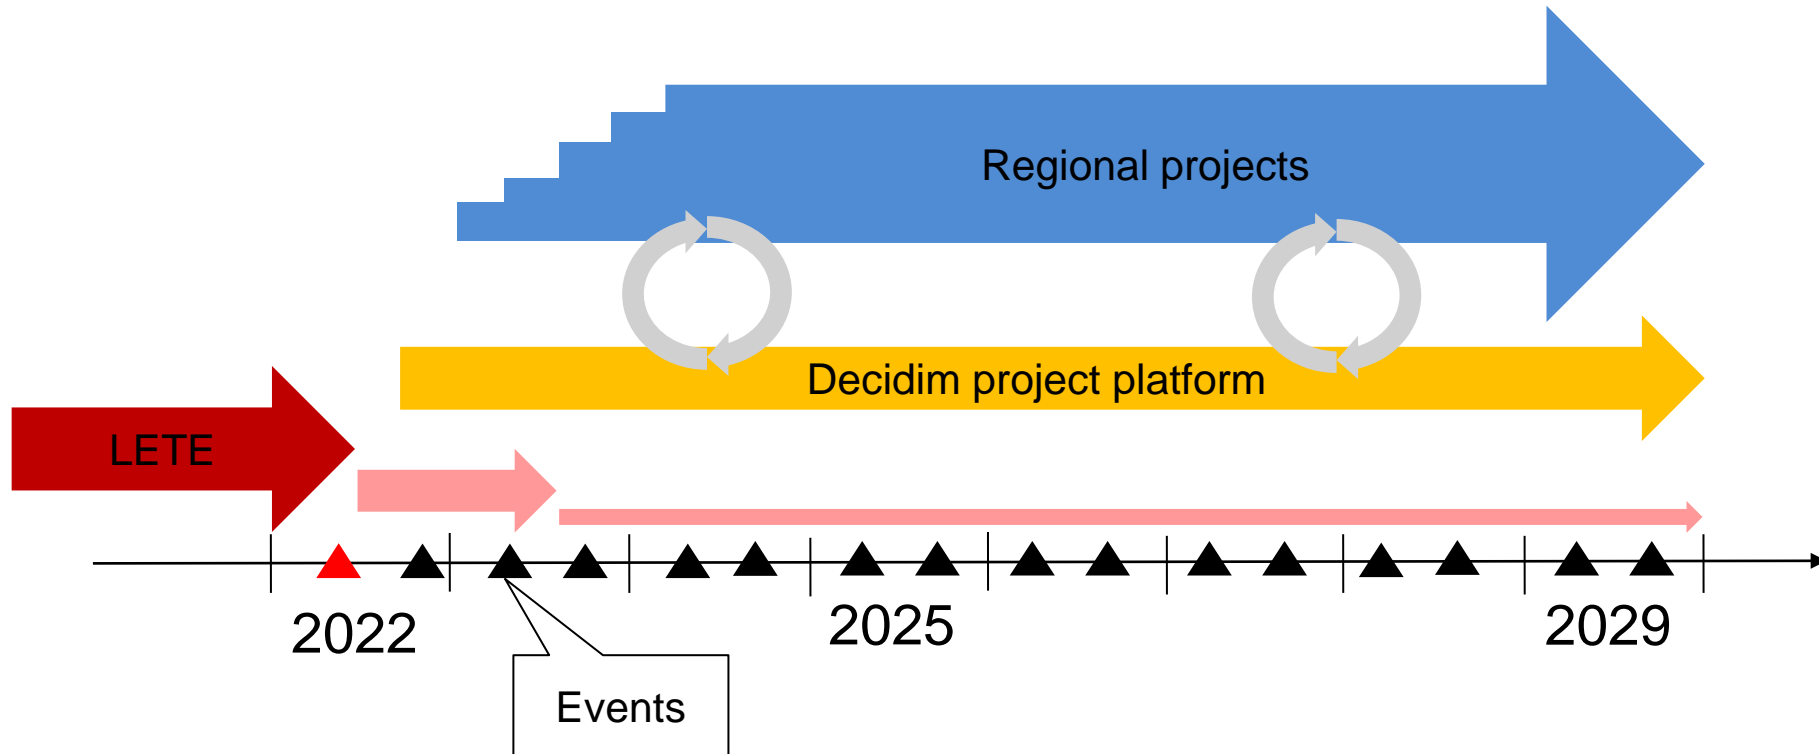 Regional projects
Decidim project platform
LETE
2022
2025
2029
Events